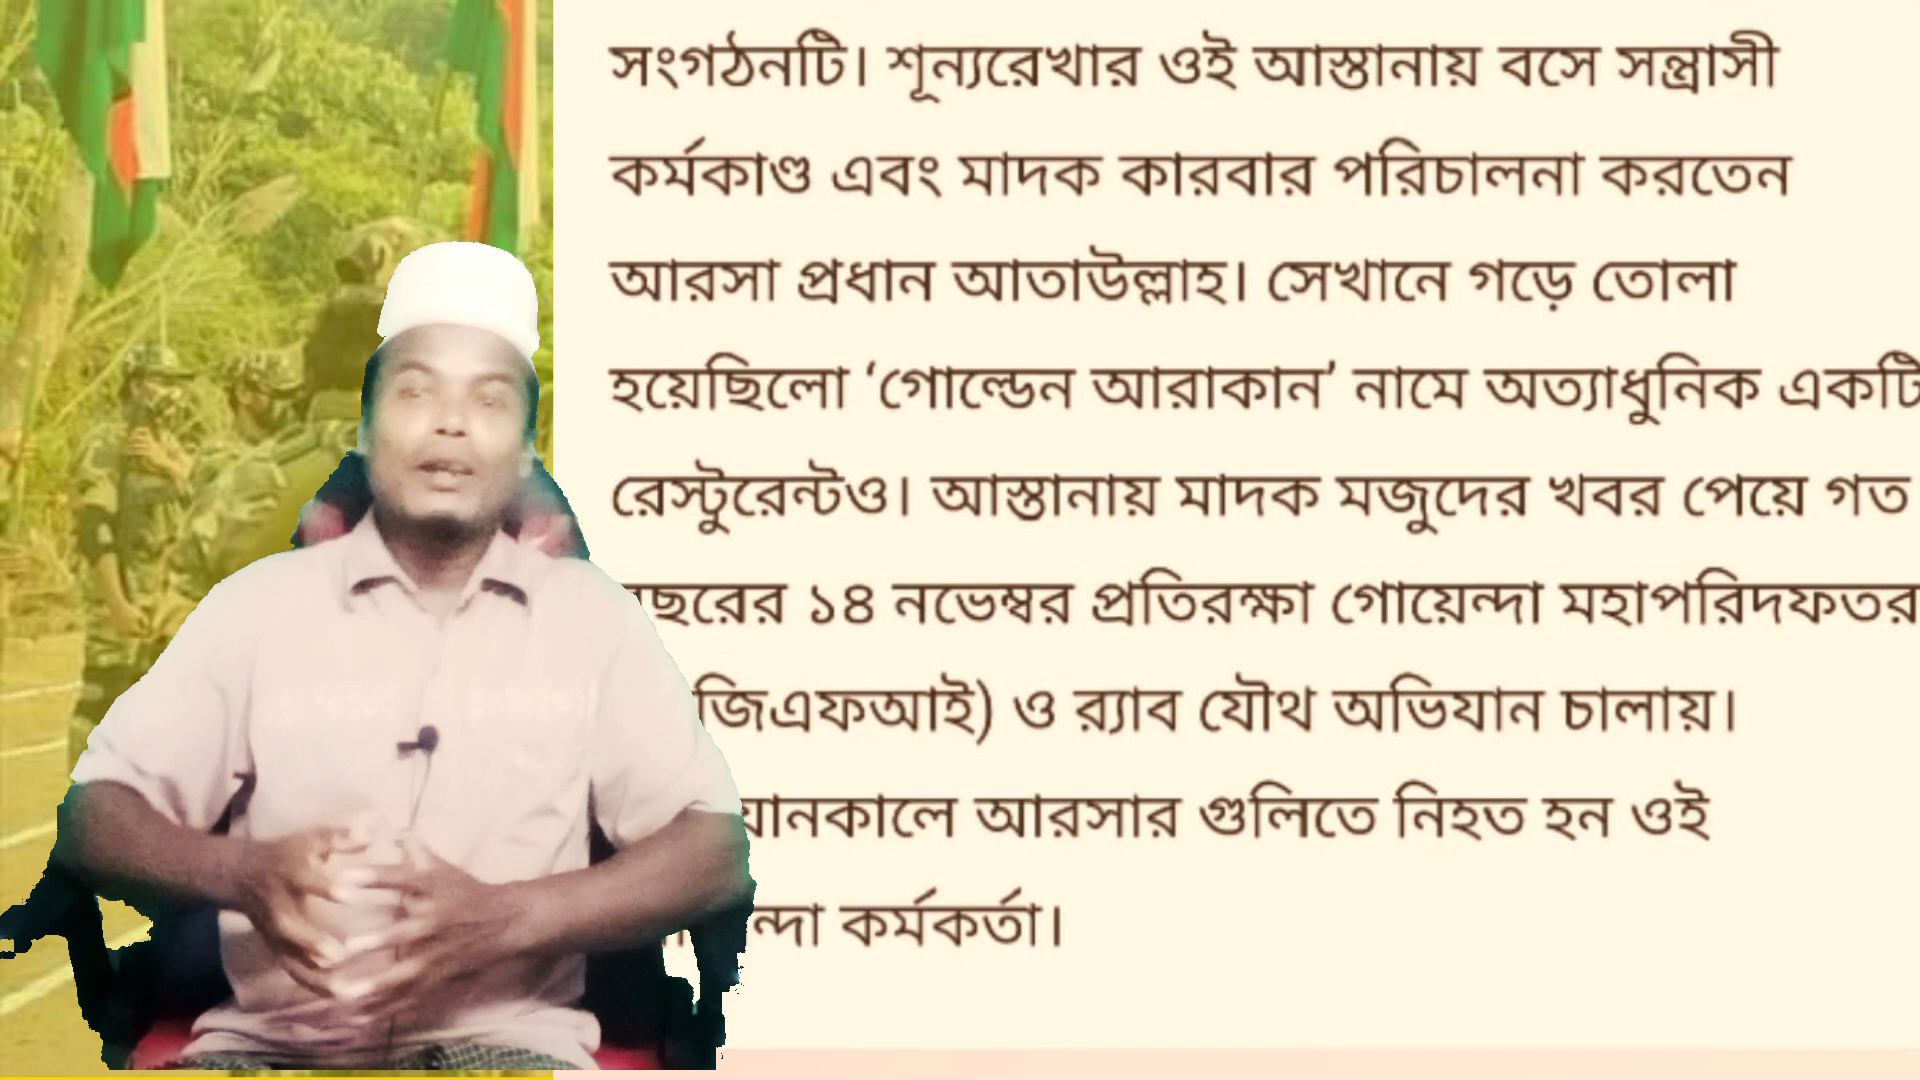 সংগঠনটি। শূন্যরেখার ওই আস্তানায় বসে সন্ত্রাসী
কর্মকাণ্ড এবং মাদক কারবার পরিচালনা করতেন
আরসা প্রধান আতাউল্লাহ। সেখানে গড়ে তোলা
হয়েছিলো ‘গোল্ডেন আরাকান’ নামে অত্যাধুনিক একটি
রেস্টুরেন্টও। আস্তানায় মাদক মজুদের খবর পেয়ে গত
ছরের ১৪ নভেম্বর প্রতিরক্ষা গোয়েন্দা মহাপরিদফতর
জিএফআই) ও র‍্যাব যৌথ অভিযান চালায়।
যানকালে আরসার গুলিতে নিহত হন ওই
ন্দা কর্মকর্তা।